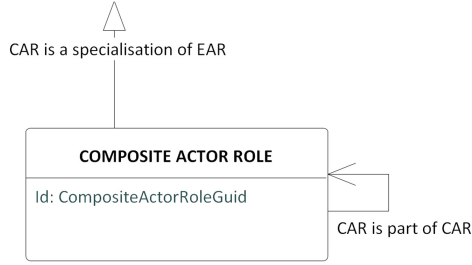 CAR is a specialisation of EAR
COMPOSITE ACTOR ROLE
Id: CompositeActorRoleGuid
CAR is part of CAR